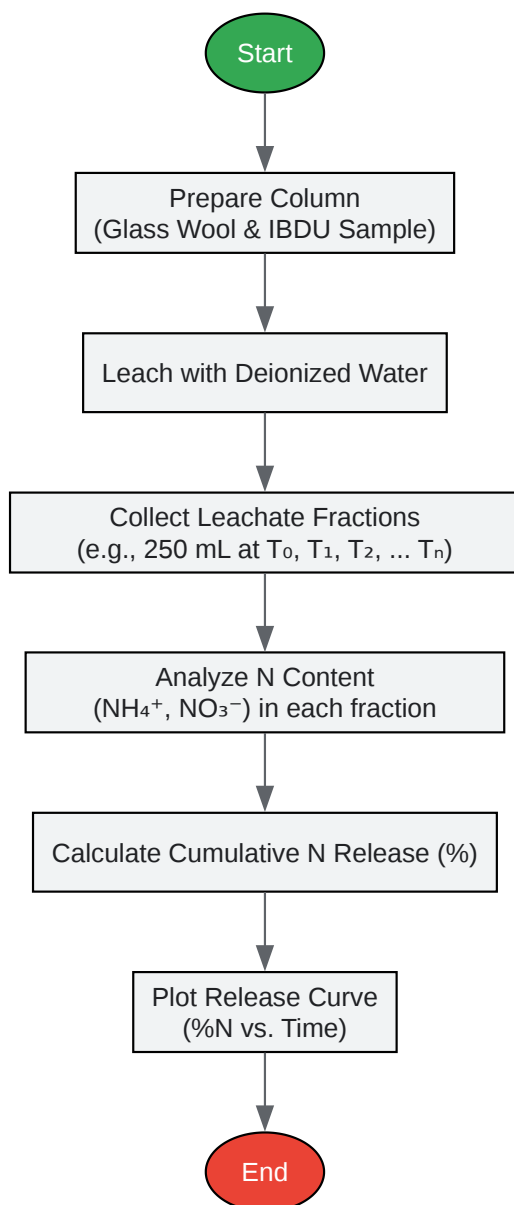 Start
Prepare Column
(Glass Wool & IBDU Sample)
Leach with Deionized Water
Collect Leachate Fractions
(e.g., 250 mL at T₀, T₁, T₂, ... Tₙ)
Analyze N Content
(NH₄⁺, NO₃⁻) in each fraction
Calculate Cumulative N Release (%)
Plot Release Curve
(%N vs. Time)
End